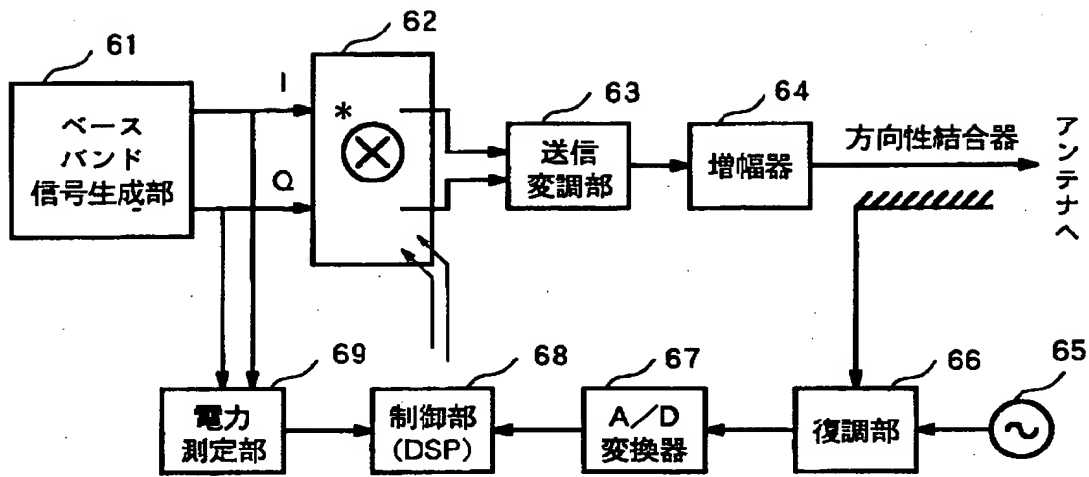 61
ベース
バンド
信号生成部
I
Q
62
*
63
送信
変調部
64
増幅器
方向性結合器
アンテナへ
69
電力
測定部
68
制御部
(DSP)
67
A/D
変換器
66
復調部
65